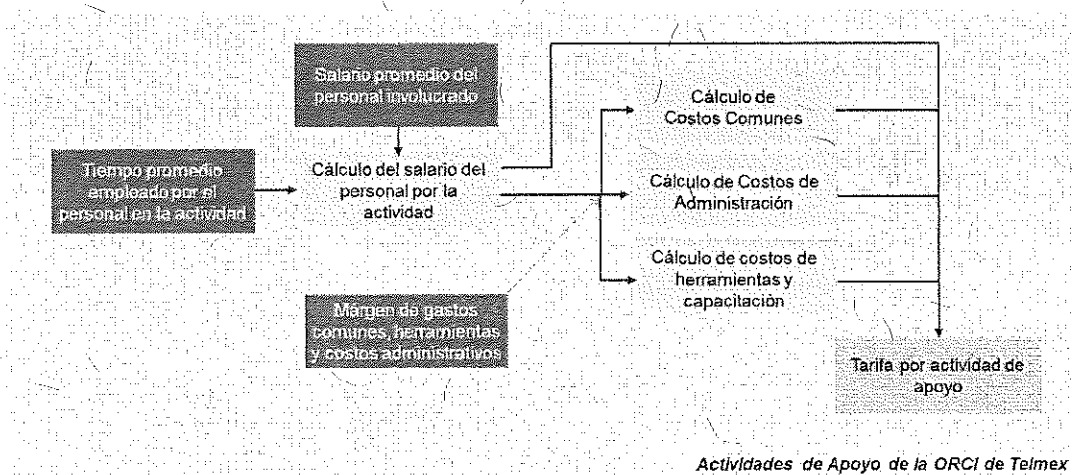 Salario promedio del
personal involucrado
Tiempo promedio
empleado por el
personal en la actividad
Cálculo del salario del
personal por la
actividad
Cálculo de
Costos Comunes
Cálculo de Costos de
Administración
Cálculo de costos de
herramientas y
capacitación
Márgen de gastos
comunes, herramientas
y costos administrativos
Tarifa por actividad de
apoyo
Actividades de Apoyo de la ORCI de Telmex